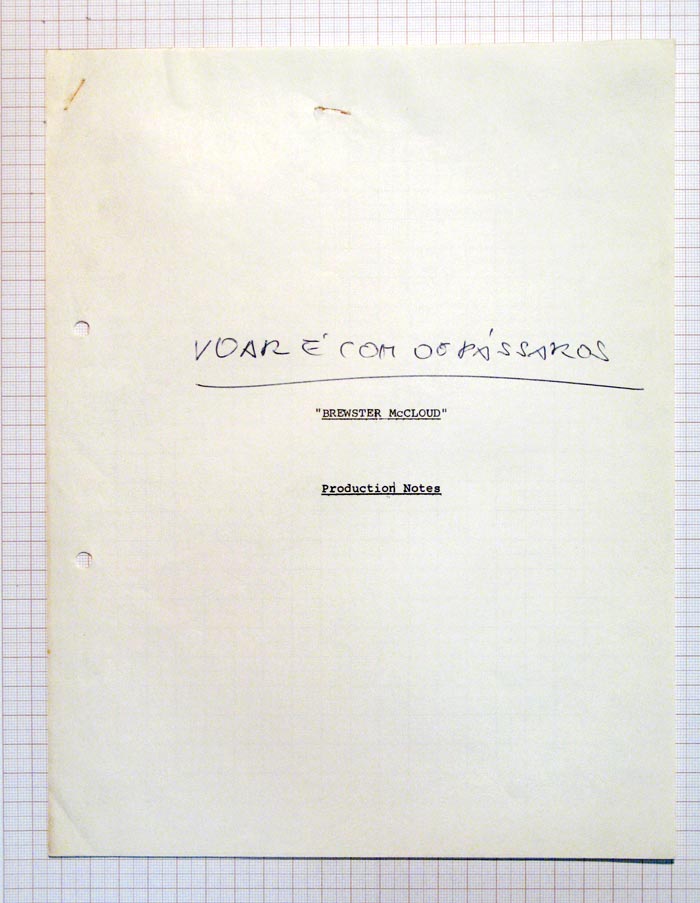 VOAR É COM OS PÁSSAROS
"BREWSTER McCLOUD"
Production Notes